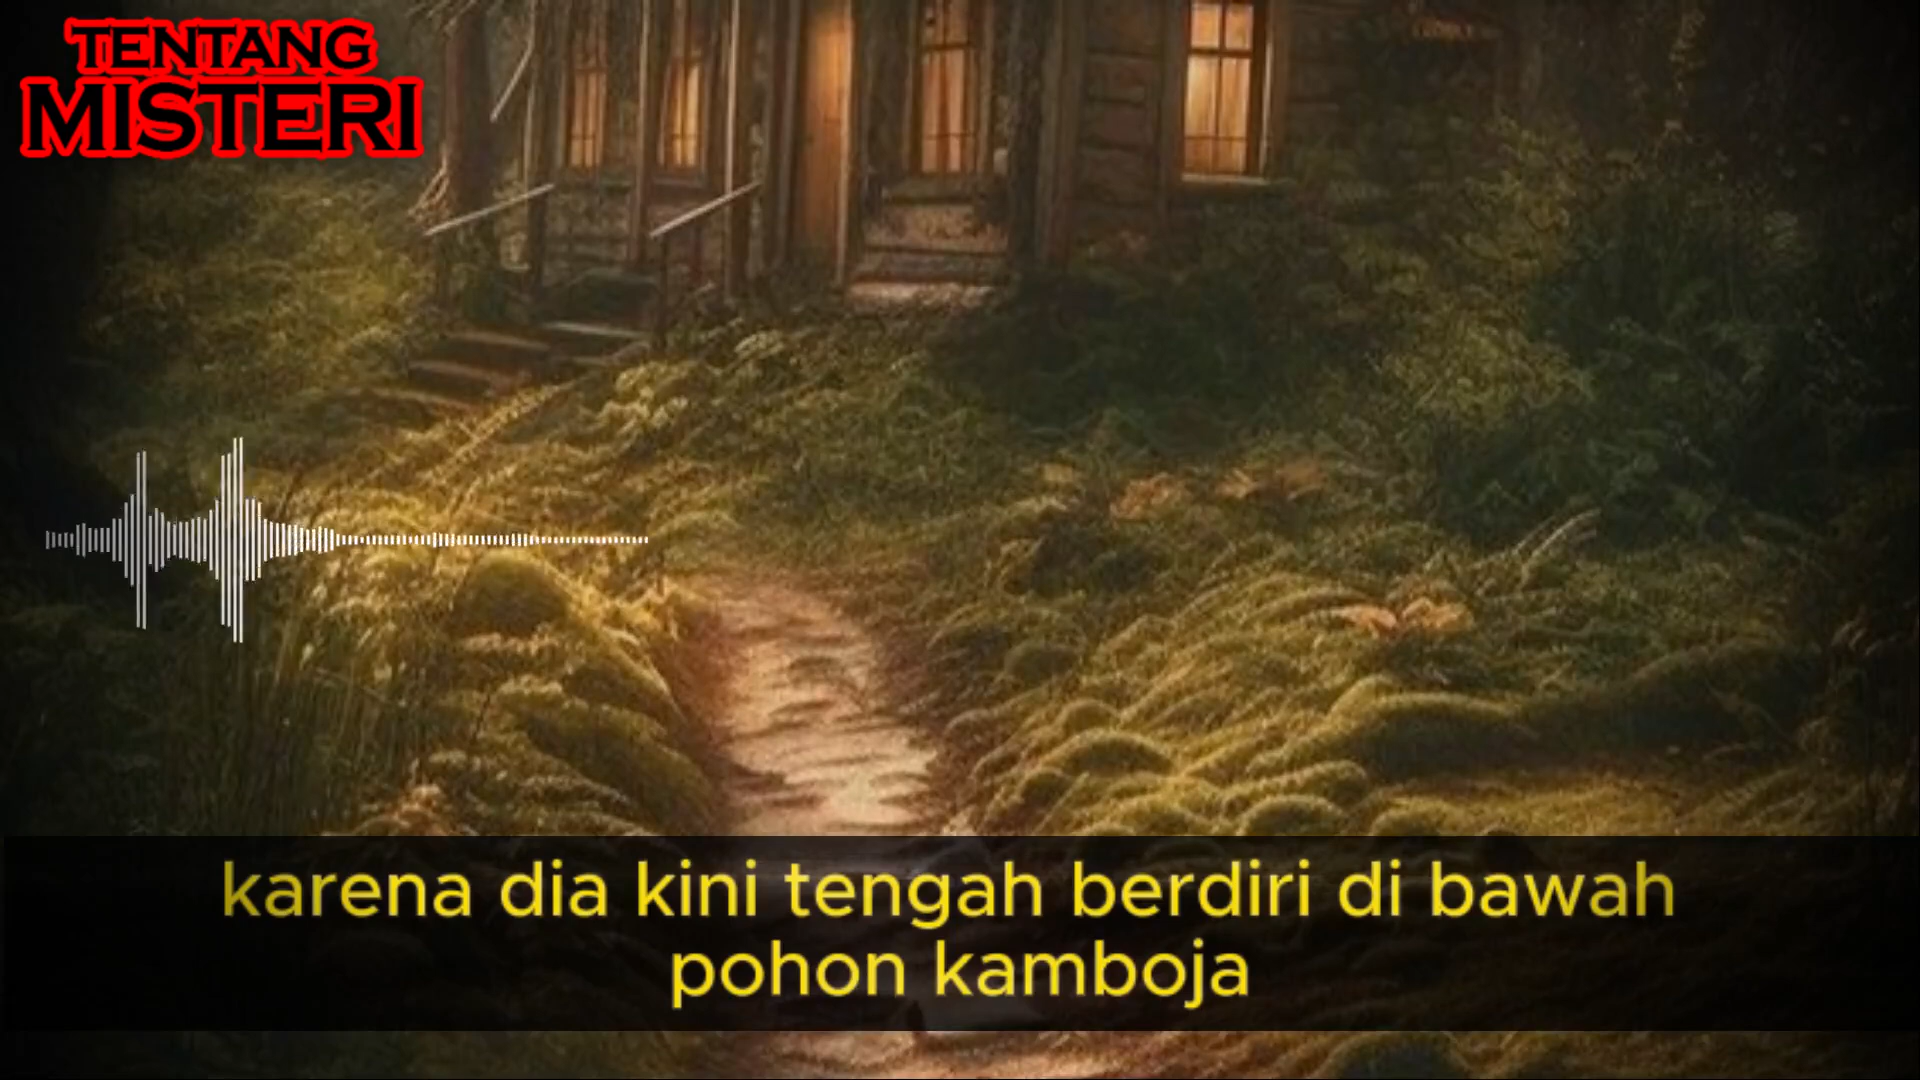 TENTANG
MISTERI
karena dia kini tengah berdiri di bawah
pohon kamboja